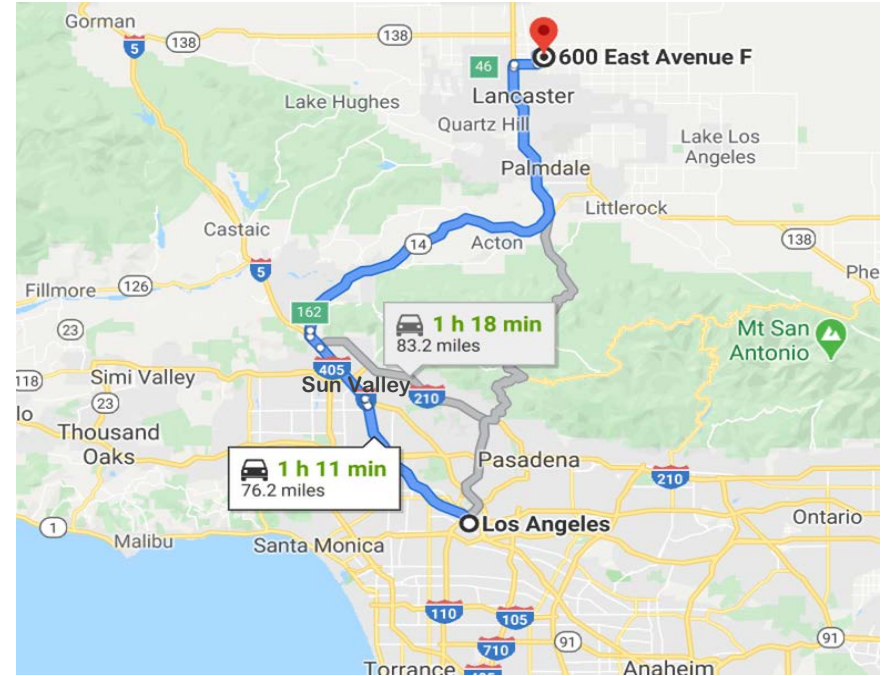 Gorman
5
138
138
600 East Avenue F
46
Lancaster
Lake Hughes
Quartz Hill
Lake Los
Angeles
Palmdale
Littlerock
Castaic
14
Acton
138
5
Phe
Fillmore
126
162
1 h 18 min
83.2 miles
Mt San
Antonio
23
405
118
Simi Valley
Sun Valley
210
23
lo
Thousand
Oaks
1 h 11 min
76.2 miles
Pasadena
210
Los Angeles
Ontario
1
Malibu
Santa Monica
110
105
91
710
91
Torrance
405
Anaheim